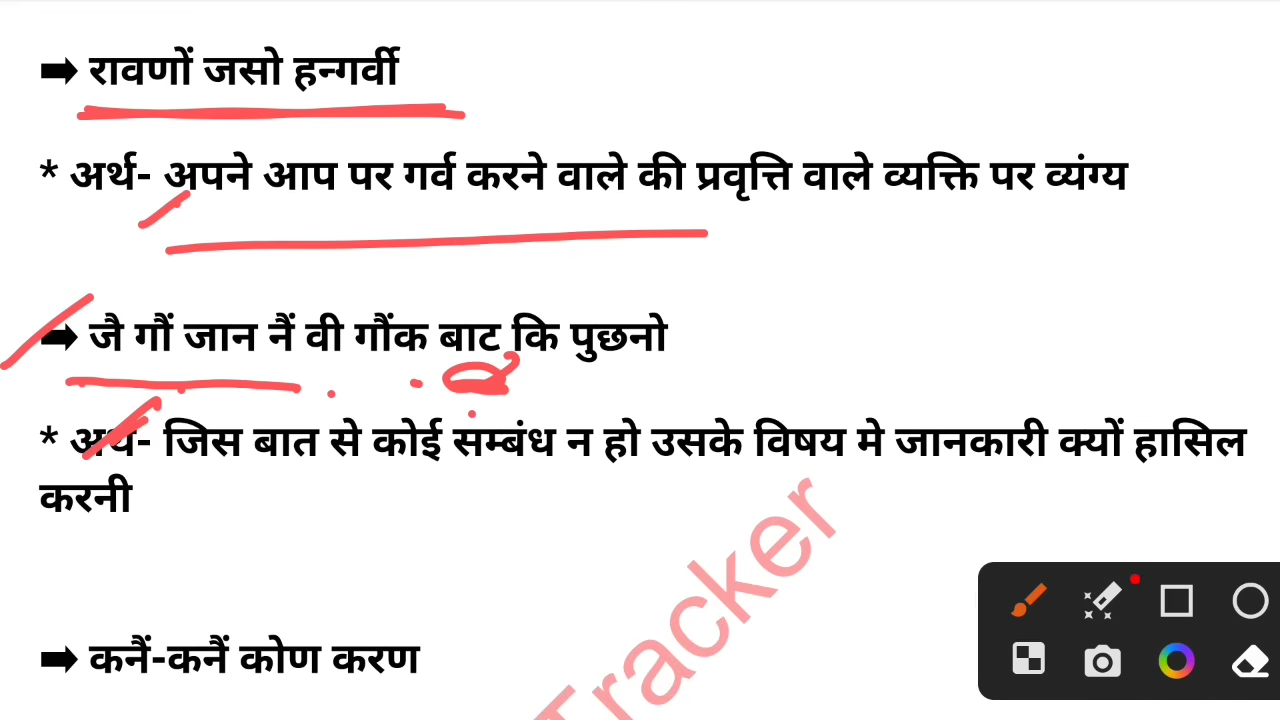 ➡ रावणों जसो हन्गर्वी
* अर्थ- अपने आप पर गर्व करने वाले की प्रवृत्ति वाले व्यक्ति पर व्यंग्य
➡ जै गौं जान नैं वी गौंक बाट कि पुछनो
* अर्थ- जिस बात से कोई सम्बंध न हो उसके विषय मे जानकारी क्यों हासिल
करनी
Tracker
➡ कनैं-कनैं कोण करण